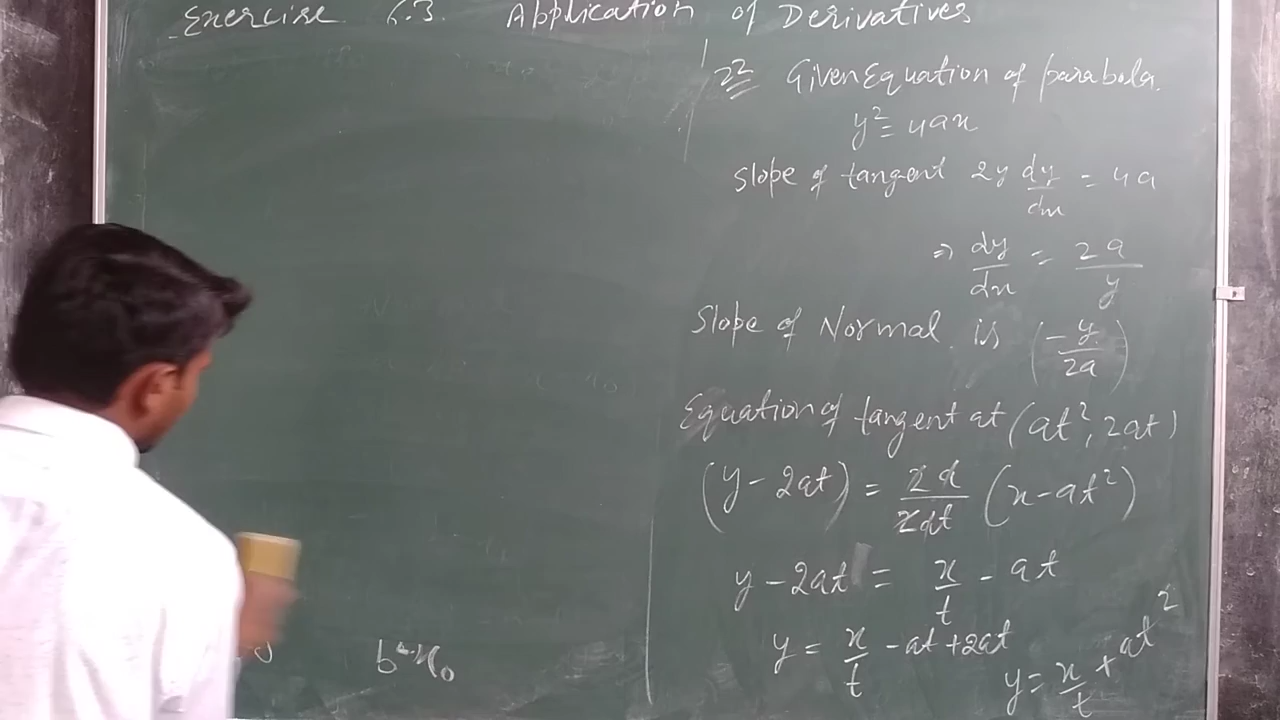 Exercise 6.3. Application of Derivatives
22 Given Equation of parabola.
y² = 4ax
Slope of tangent 2y dy/dx = 4a
⇒ dy/dx = 2a/y
Slope of Normal is (-y/2a)
Equation of tangent at (at², 2at)
(y - 2at) = 2a/2at (x - at²)
y - 2at = x/t - at
y = x/t - at + 2at
y = x/t + at²
b²x₀